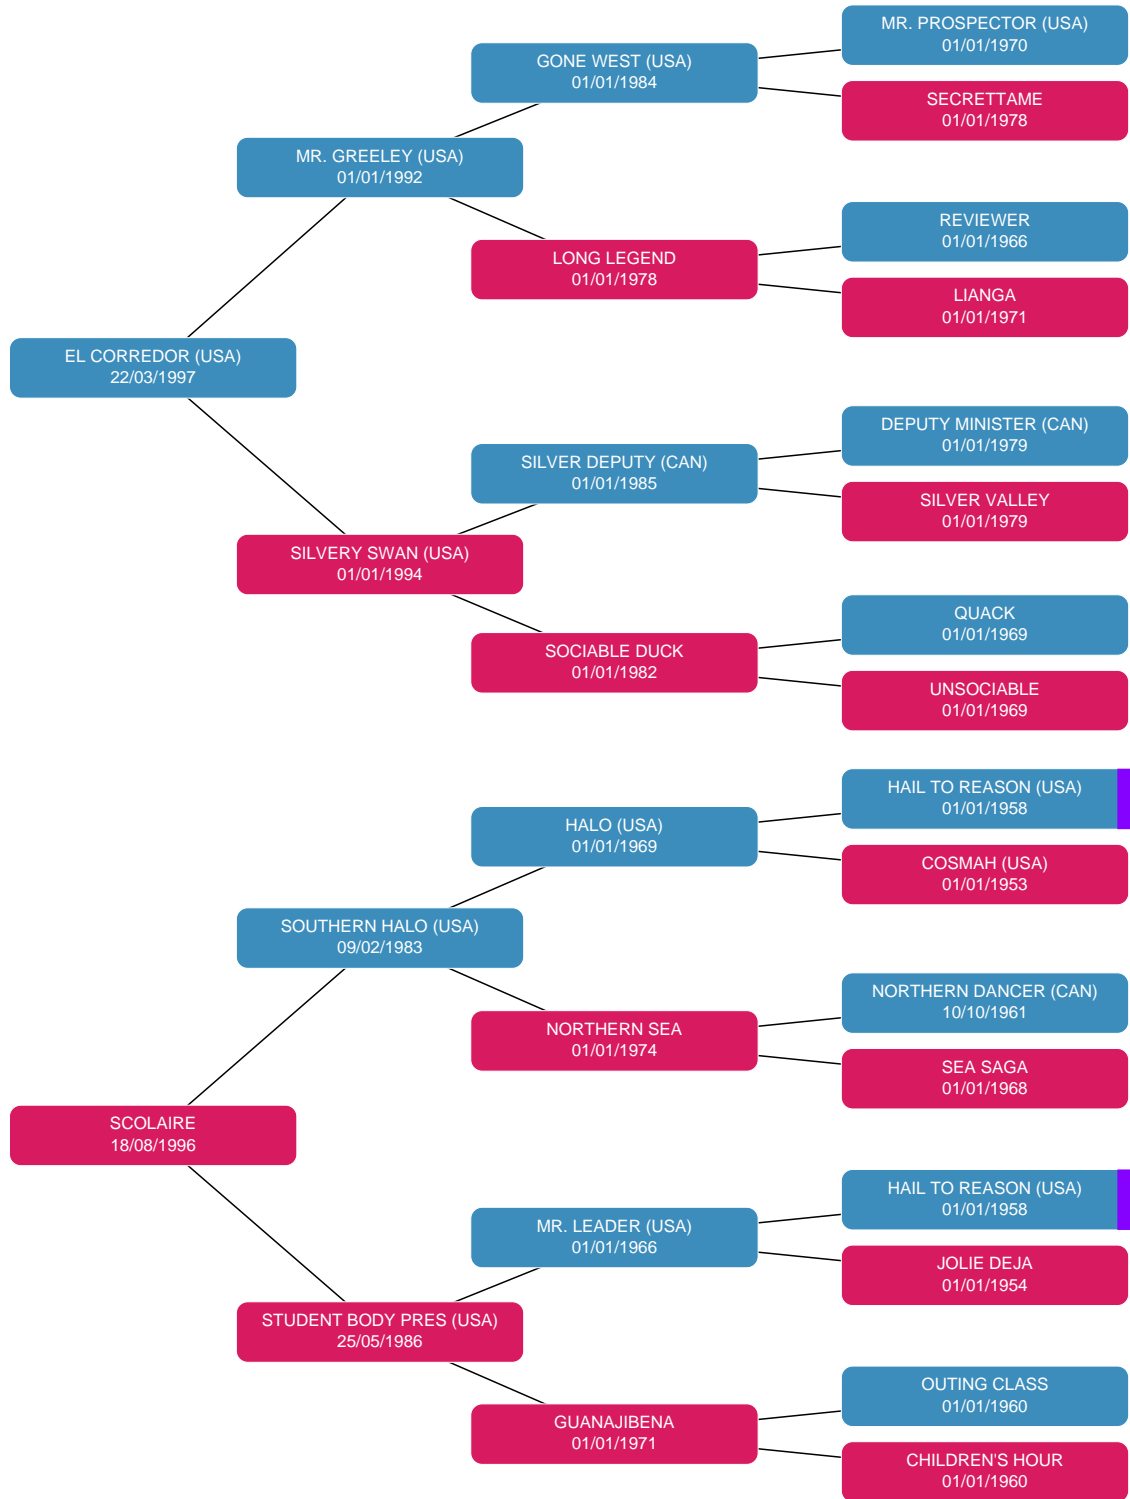 MR. PROSPECTOR (USA)
01/01/1970
GONE WEST (USA)
01/01/1984
SECRETTAME
01/01/1978
MR. GREELEY (USA)
01/01/1992
REVIEWER
01/01/1966
LONG LEGEND
01/01/1978
LIANGA
01/01/1971
EL CORREDOR (USA)
22/03/1997
DEPUTY MINISTER (CAN)
01/01/1979
SILVER DEPUTY (CAN)
01/01/1985
SILVER VALLEY
01/01/1979
SILVERY SWAN (USA)
01/01/1994
QUACK
01/01/1969
SOCIABLE DUCK
01/01/1982
UNSOCIABLE
01/01/1969
HAIL TO REASON (USA)
01/01/1958
HALO (USA)
01/01/1969
COSMAH (USA)
01/01/1953
SOUTHERN HALO (USA)
09/02/1983
NORTHERN DANCER (CAN)
10/10/1961
NORTHERN SEA
01/01/1974
SEA SAGA
01/01/1968
SCOLAIRE
18/08/1996
HAIL TO REASON (USA)
01/01/1958
MR. LEADER (USA)
01/01/1966
JOLIE DEJA
01/01/1954
STUDENT BODY PRES (USA)
25/05/1986
OUTING CLASS
01/01/1960
GUANAJIBENA
01/01/1971
CHILDREN'S HOUR
01/01/1960